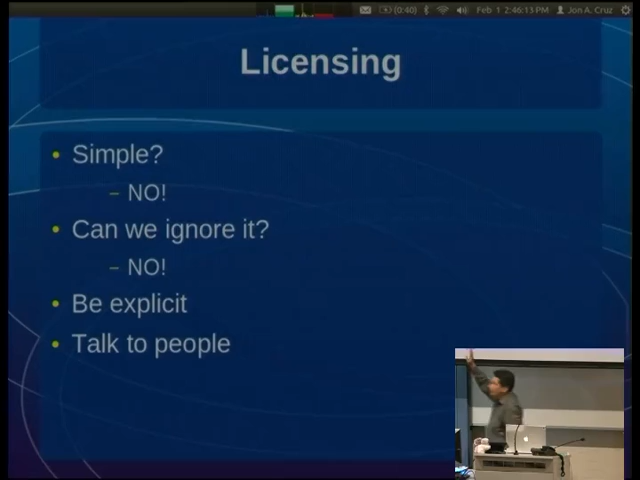 (0:40) Feb 1 2:46:13 PM Jon A. Cruz
Licensing
• Simple?
– NO!
• Can we ignore it?
– NO!
• Be explicit
• Talk to people